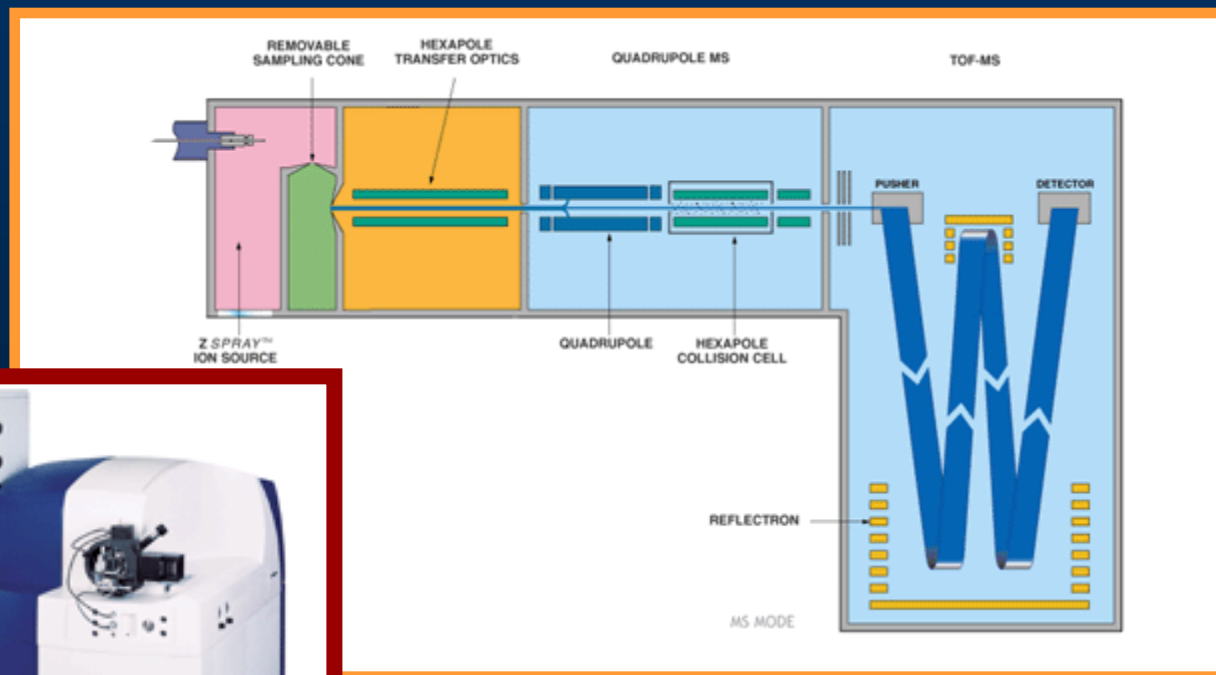 REMOVABLE
SAMPLING CONE
HEXAPOLE
TRANSFER OPTICS
QUADRUPOLE MS
TOF-MS
PUSHER
DETECTOR
Z SPRAY™
ION SOURCE
QUADRUPOLE
HEXAPOLE
COLLISION CELL
REFLECTRON
MS MODE